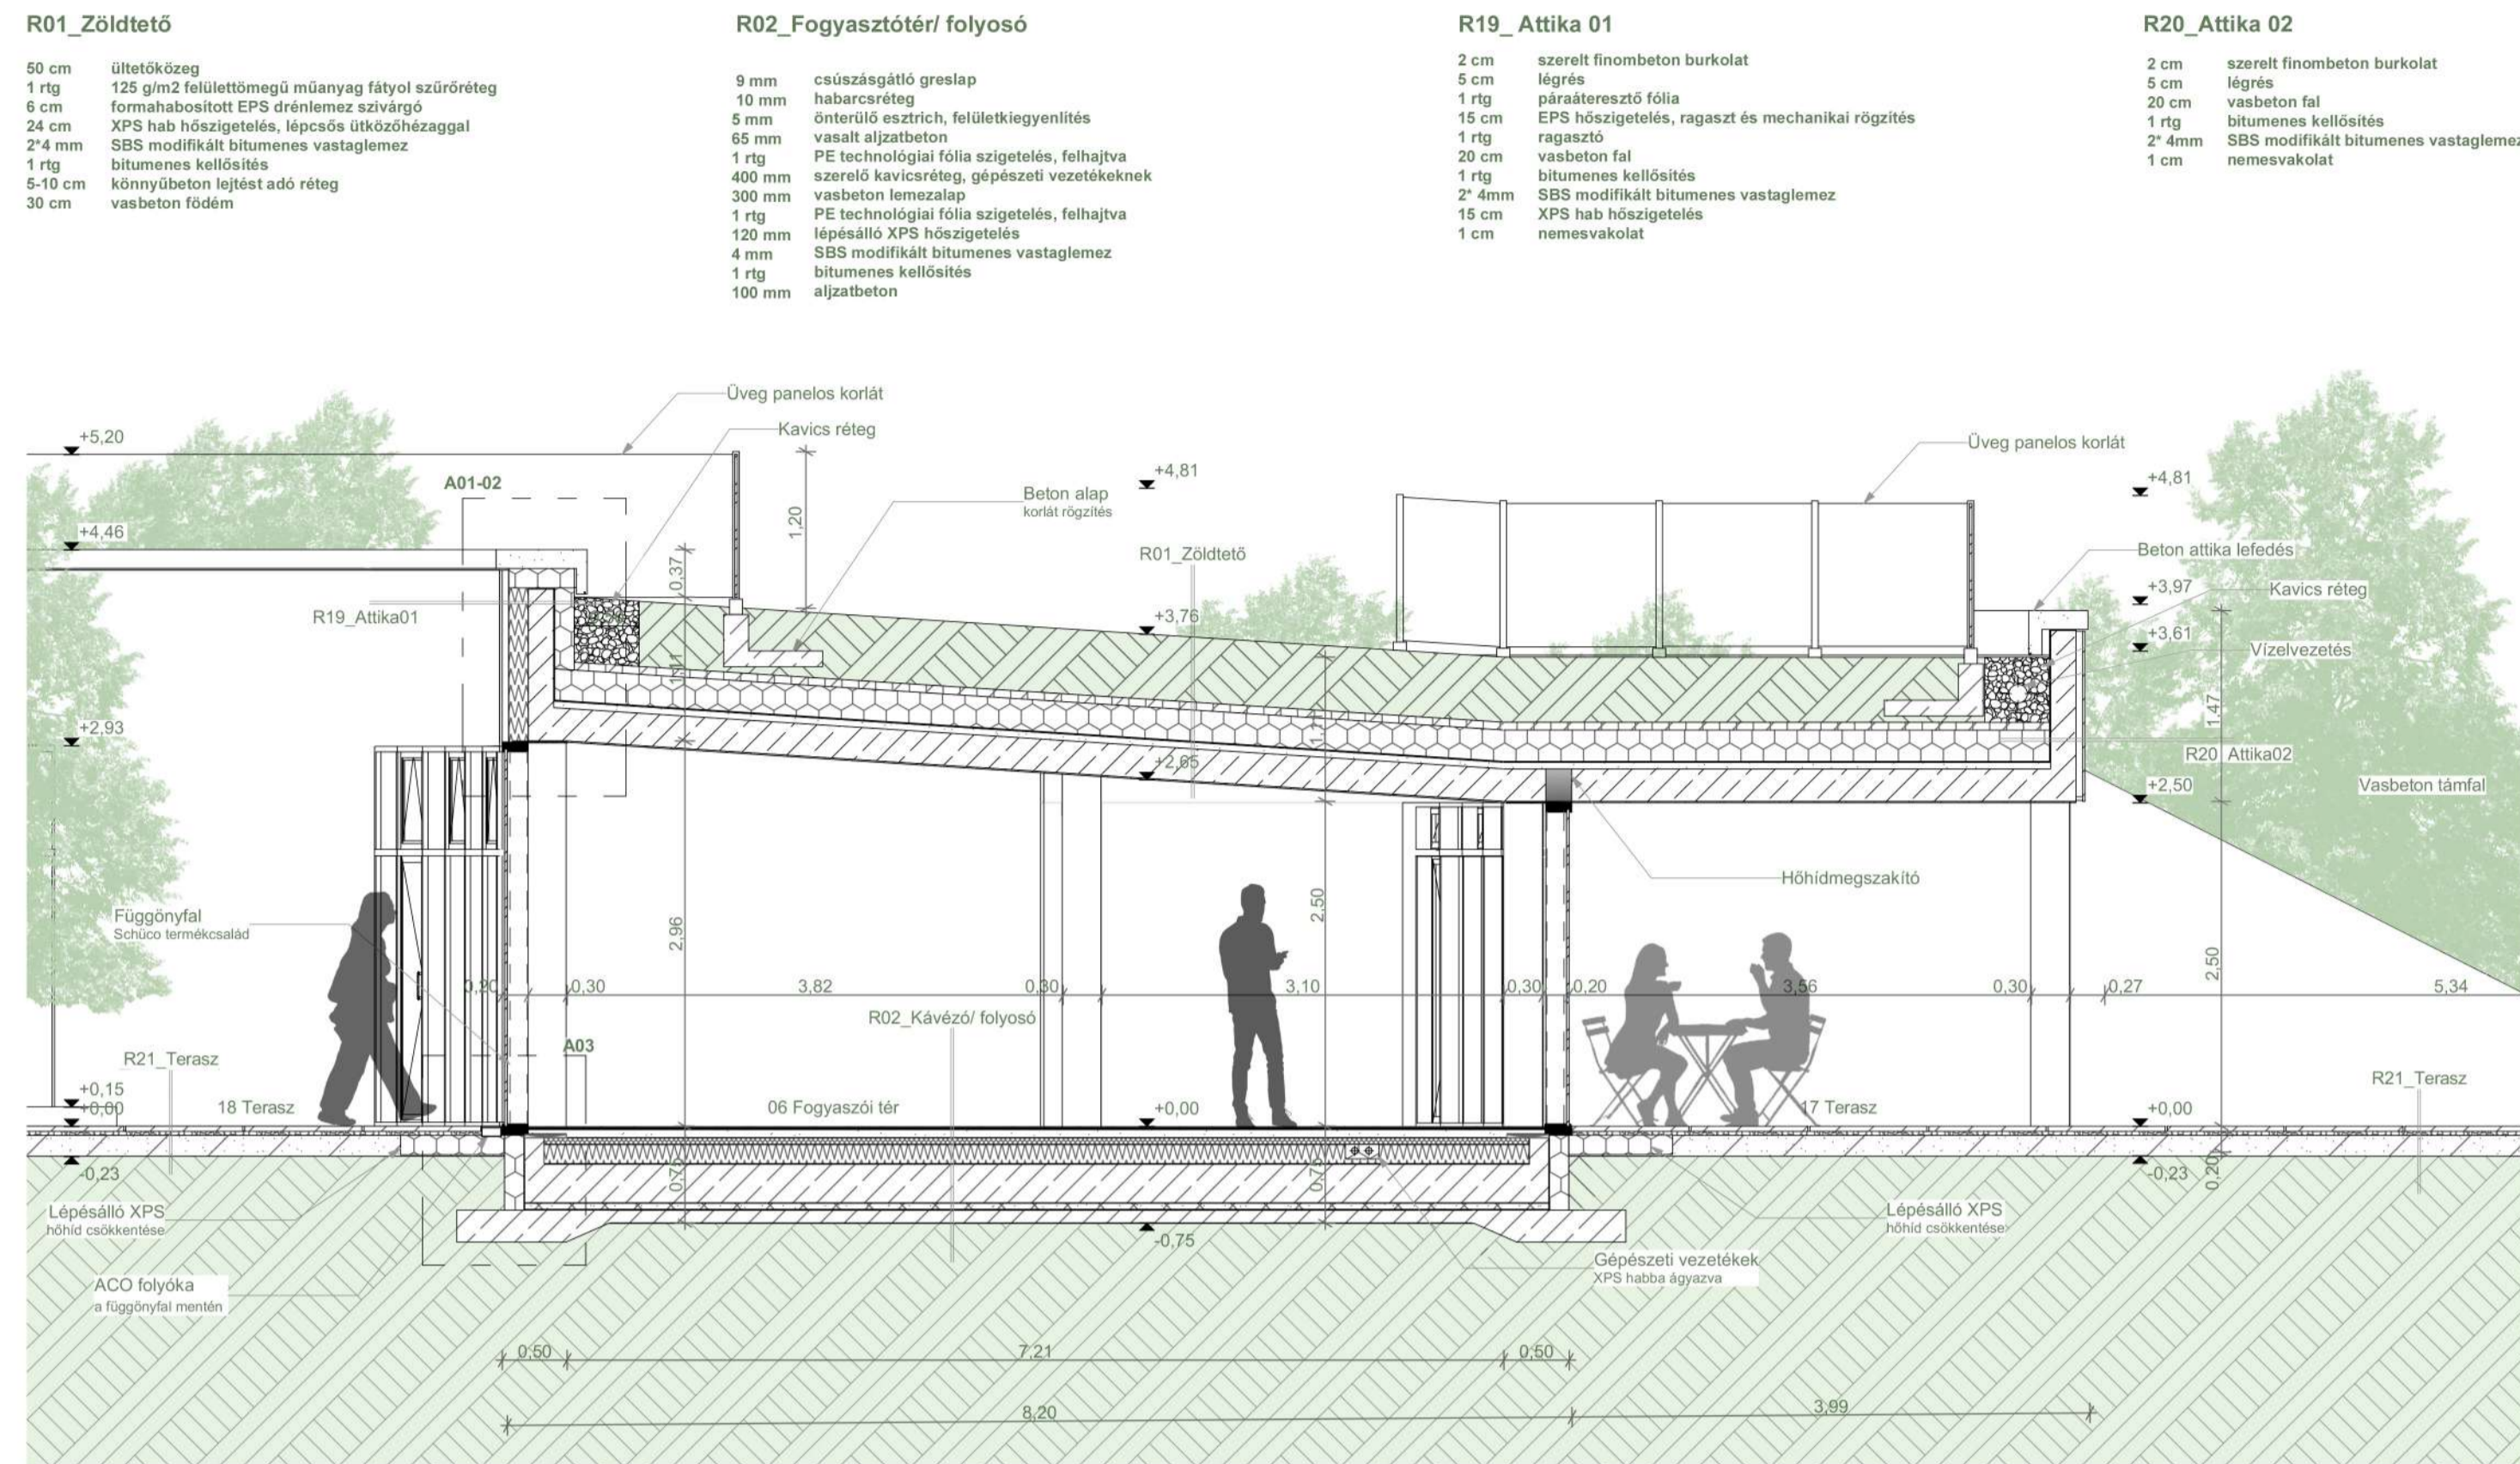 R01_Zöldtető
50 cm ültetőközeg
1 rtg 125 g/m2 felülettömegű műanyag fátyol szűrőréteg
6 cm formahabosított EPS drénlemez szivárgó
24 cm XPS hab hőszigetelés, lépcsős ütközőhézaggal
2*4 mm SBS modifikált bitumenes vastaglemez
1 rtg bitumenes kellősítés
5-10 cm könnyűbeton lejtést adó réteg
30 cm vasbeton födém
R02_Fogyasztótér/ folyosó
9 mm csúszásgátló greslap
10 mm habarcsréteg
5 mm önterülő esztrich, felületkiegyenlítés
65 mm vasalt aljzatbeton
1 rtg PE technológiai fólia szigetelés, felhajtva
400 mm szerelő kavicsréteg, gépészeti vezetékeknek
300 mm vasbeton lemezalap
1 rtg PE technológiai fólia szigetelés, felhajtva
120 mm lépésálló XPS hőszigetelés
4 mm SBS modifikált bitumenes vastaglemez
1 rtg bitumenes kellősítés
100 mm aljzatbeton
R19_ Attika 01
2 cm szerelt finombeton burkolat
5 cm légrés
1 rtg páraáteresztő fólia
15 cm EPS hőszigetelés, ragaszt és mechanikai rögzítés
1 rtg ragasztó
20 cm vasbeton fal
1 rtg bitumenes kellősítés
2* 4mm SBS modifikált bitumenes vastaglemez
15 cm XPS hab hőszigetelés
1 cm nemesvakolat
R20_Attika 02
2 cm szerelt finombeton burkolat
5 cm légrés
20 cm vasbeton fal
1 rtg bitumenes kellősítés
2* 4mm SBS modifikált bitumenes vastaglemez
1 cm nemesvakolat
Üveg panelos korlát
Kavics réteg
+5,20
A01-02
+4,46
1,20
Beton alap
korlát rögzítés
+4,81
R01_Zöldtető
Üveg panelos korlát
+4,81
Beton attika lefedés
+3,97
Kavics réteg
0,37
R19_Attika01
+3,76
+3,61
Vízelvezetés
1,11
1,47
+2,93
1,11
+2,65
R20_Attika02
+2,50
Vasbeton támfal
Hőhídmegszakító
Függönyfal
Schüco termékcsalád
2,96
2,50
2,50
0,20
0,30
3,82
0,30
3,10
0,30
0,20
3,56
0,30
0,27
5,34
R02_Kávézó/ folyosó
A03
R21_Terasz
R21_Terasz
+0,15
+0,00
18 Terasz
06 Fogyaszói tér
+0,00
17 Terasz
+0,00
-0,23
0,75
0,75
-0,23
0,20
Lépésálló XPS
hőhíd csökkentése
Lépésálló XPS
hőhíd csökkentése
-0,75
Gépészeti vezetékek
XPS habba ágyazva
ACO folyóka
a függönyfal mentén
0,50
7,21
0,50
8,20
3,99